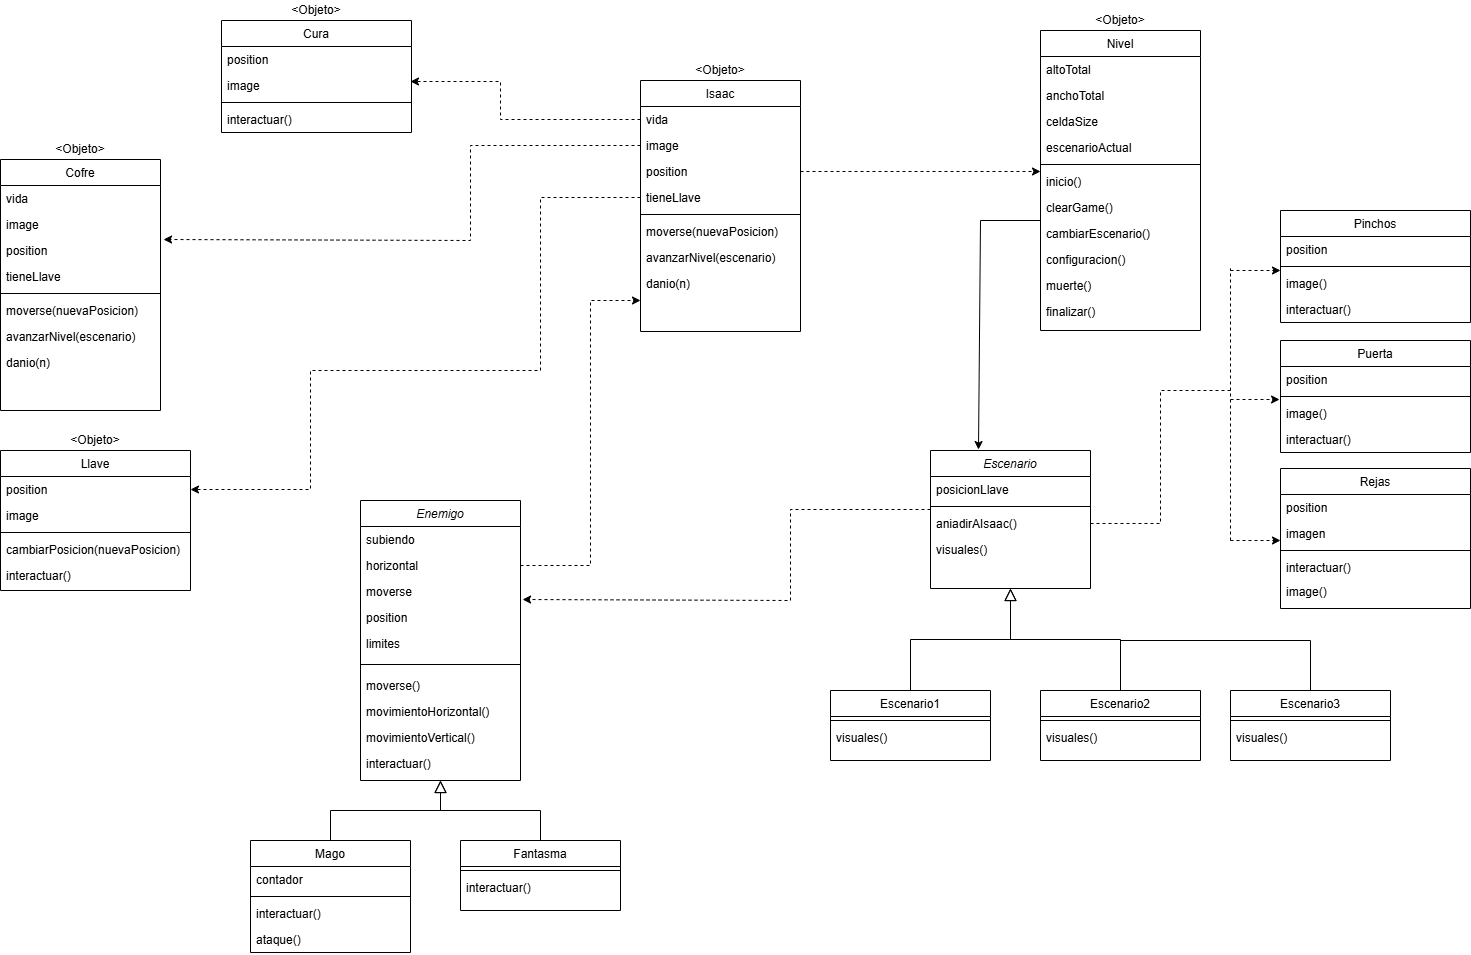 <Objeto>
Cura
position
image
interactuar()
<Objeto>
Isaac
vida
image
position
tieneLlave
moverse(nuevaPosicion)
avanzarNivel(escenario)
danio(n)
<Objeto>
Nivel
altoTotal
anchoTotal
celdaSize
escenarioActual
inicio()
clearGame()
cambiarEscenario()
configuracion()
muerte()
finalizar()
<Objeto>
Cofre
vida
image
position
tieneLlave
moverse(nuevaPosicion)
avanzarNivel(escenario)
danio(n)
Pinchos
position
image()
interactuar()
Puerta
position
image()
interactuar()
Rejas
position
imagen
interactuar()
image()
<Objeto>
Llave
position
image
cambiarPosicion(nuevaPosicion)
interactuar()
Enemigo
subiendo
horizontal
moverse
position
limites
moverse()
movimientoHorizontal()
movimientoVertical()
interactuar()
Escenario
posicionLlave
aniadirAIsaac()
visuales()
Escenario1
visuales()
Escenario2
visuales()
Escenario3
visuales()
Mago
contador
interactuar()
ataque()
Fantasma
interactuar()